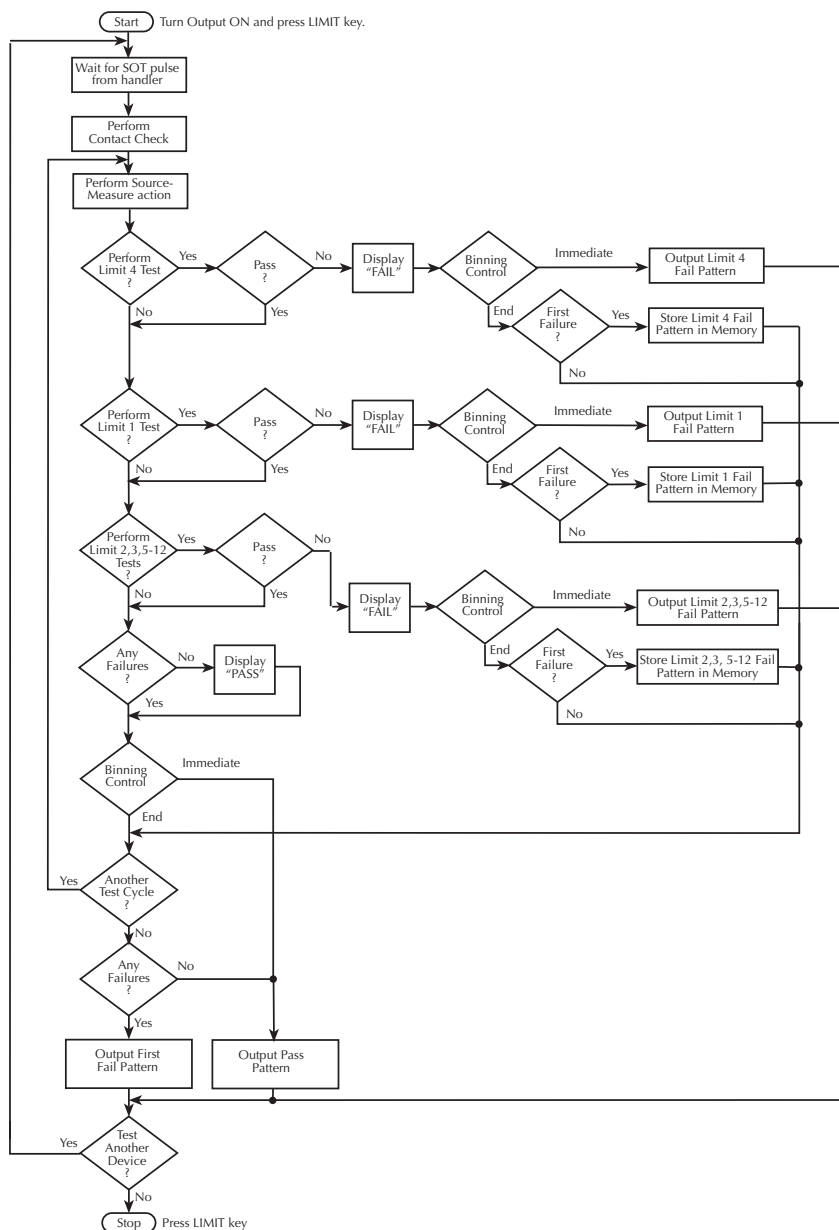 Start
Turn Output ON and press LIMIT key.
Wait for SOT pulse
from handler
Perform
Contact Check
Perform Source-
Measure action
Perform
Limit 4 Test
?
Yes
No
Pass
?
No
Yes
Display
“FAIL”
Binning
Control
Immediate
End
Output Limit 4
Fail Pattern
First
Failure
?
Yes
No
Store Limit 4 Fail
Pattern in Memory
Perform
Limit 1 Test
?
Yes
No
Pass
?
No
Yes
Display
“FAIL”
Binning
Control
Immediate
End
Output Limit 1
Fail Pattern
First
Failure
?
Yes
No
Store Limit 1 Fail
Pattern in Memory
Perform
Limit 2,3,5-12
Tests
?
Yes
No
Pass
?
No
Yes
Display
“FAIL”
Binning
Control
Immediate
End
Output Limit 2,3,5-12
Fail Pattern
First
Failure
?
Yes
No
Store Limit 2,3, 5-12 Fail
Pattern in Memory
Any
Failures
?
No
Yes
Display
“PASS”
Binning
Control
Immediate
End
Another
Test Cycle
?
Yes
No
Any
Failures
?
No
Yes
Output First
Fail Pattern
Output Pass
Pattern
Test
Another
Device
?
Yes
No
Stop
Press LIMIT key